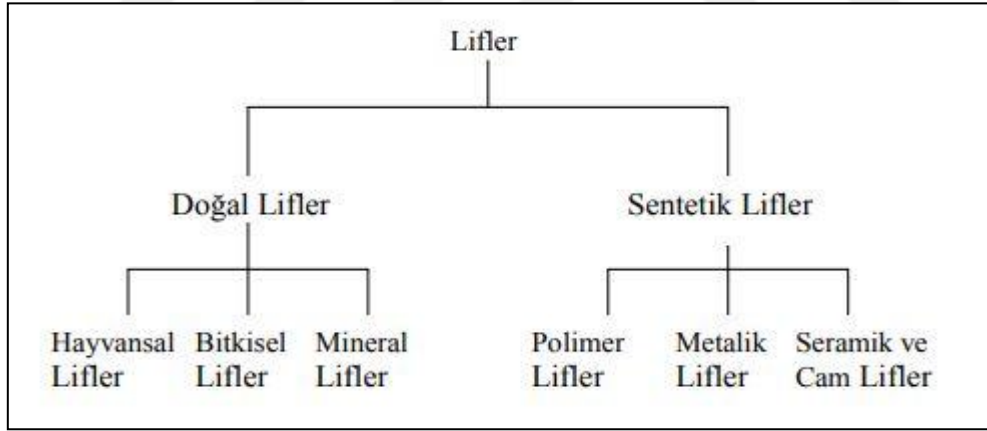 Lifler
Doğal Lifler
Sentetik Lifler
Hayvansal Lifler
Bitkisel Lifler
Mineral Lifler
Polimer Lifler
Metalik Lifler
Seramik ve Cam Lifler